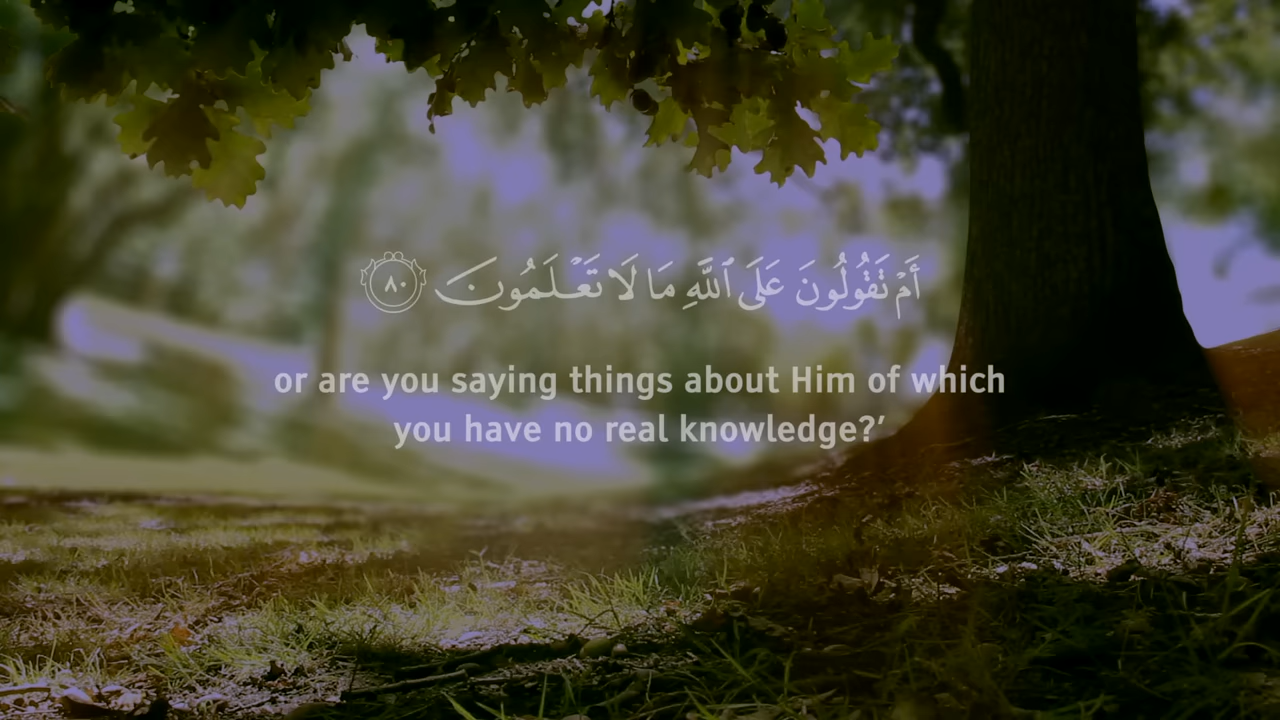 أَمْ تَقُولُونَ عَلَى ٱللَّهِ مَا لَا تَعْلَمُونَ ٨٠
or are you saying things about Him of which
you have no real knowledge?’